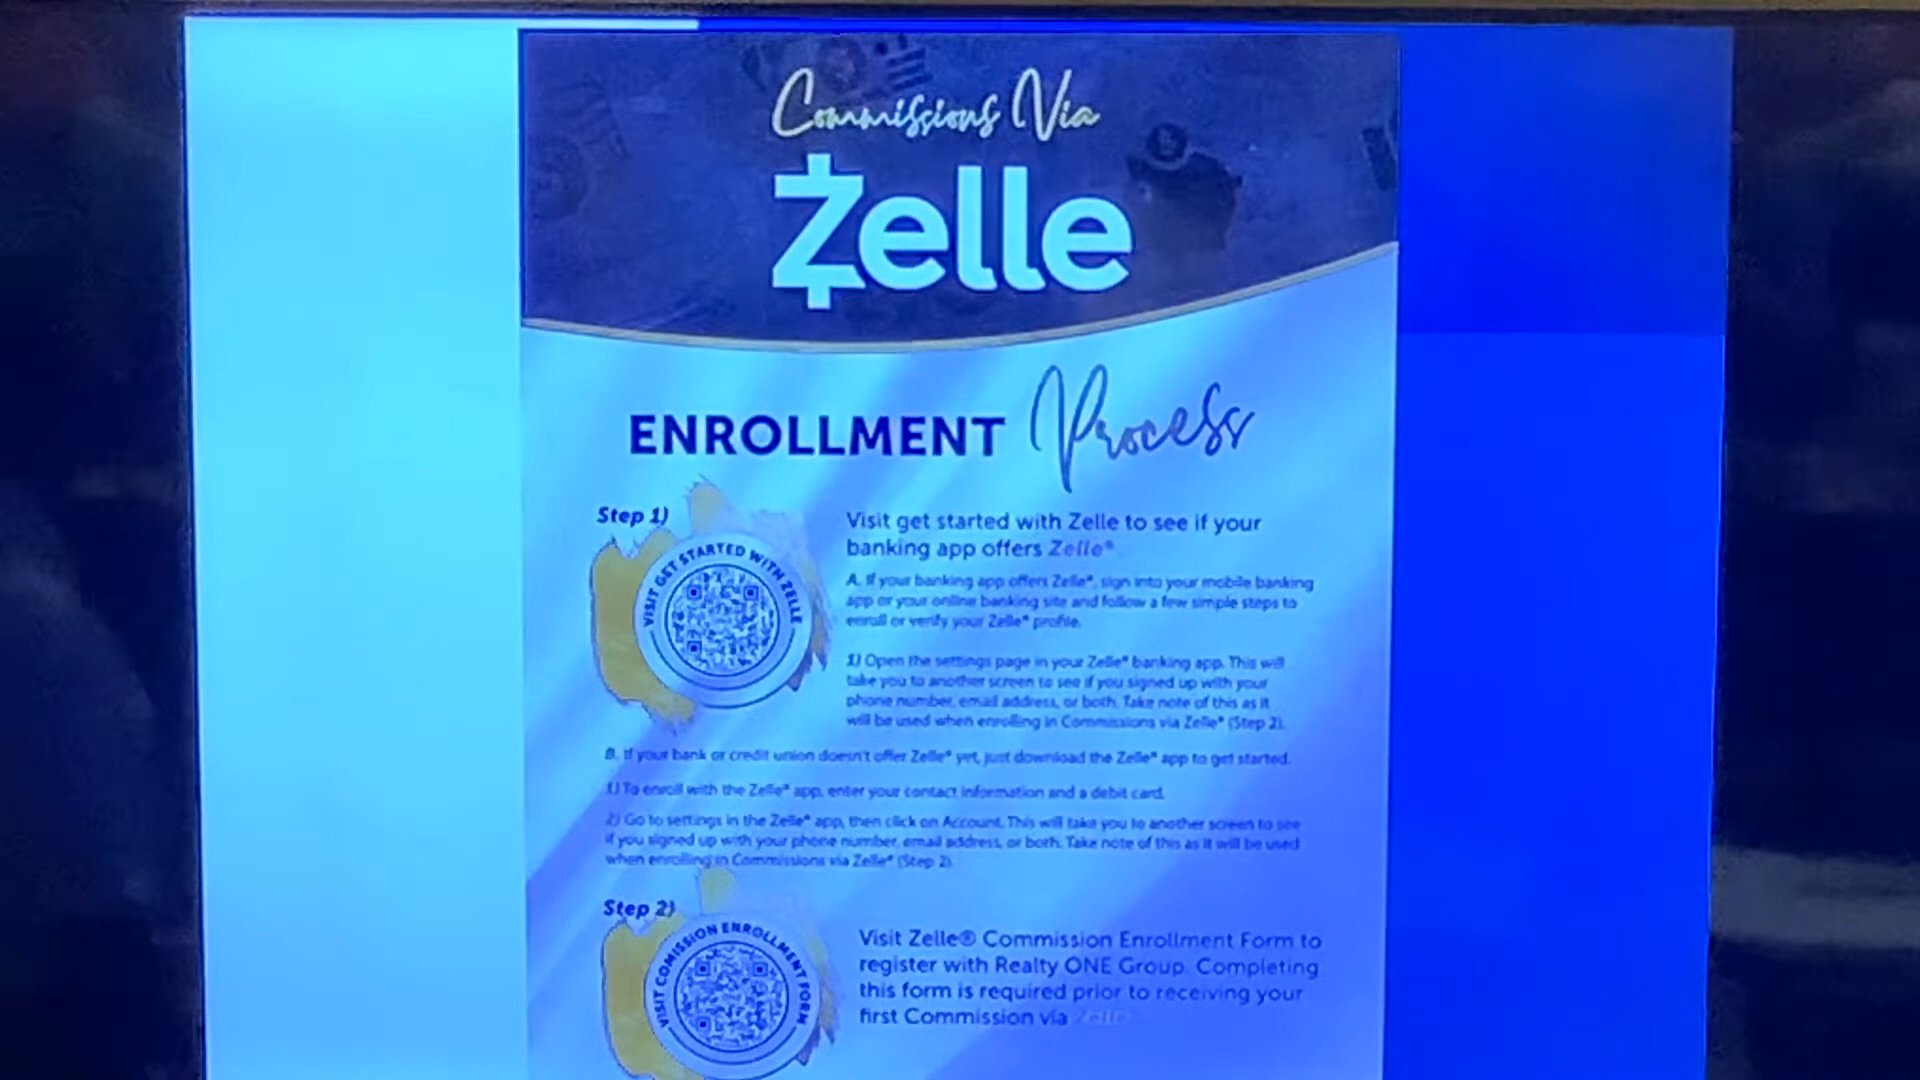 Commissions Via
Zelle
ENROLLMENT Process
Step 1)
VISIT GET STARTED WITH ZELLE
Visit get started with Zelle to see if your
banking app offers Zelle®
A. If your banking app offers Zelle®, sign into your mobile banking
app or your online banking site and follow a few simple steps to
enroll or verify your Zelle® profile.
1) Open the settings page in your Zelle® banking app. This will
take you to another screen to see if you signed up with your
phone number, email address, or both. Take note of this as it
will be used when enrolling in Commissions via Zelle® (Step 2).
B. If your bank or credit union doesn't offer Zelle® yet, just download the Zelle® app to get started.
1) To enroll with the Zelle® app, enter your contact information and a debit card.
2) Go to settings in the Zelle® app, then click on Account. This will take you to another screen to see
if you signed up with your phone number, email address, or both. Take note of this as it will be used
when enrolling in Commissions via Zelle® (Step 2).
Step 2)
VISIT COMISSION ENROLLMENT FORM
Visit Zelle® Commission Enrollment Form to
register with Realty ONE Group. Completing
this form is required prior to receiving your
first Commission via Zelle